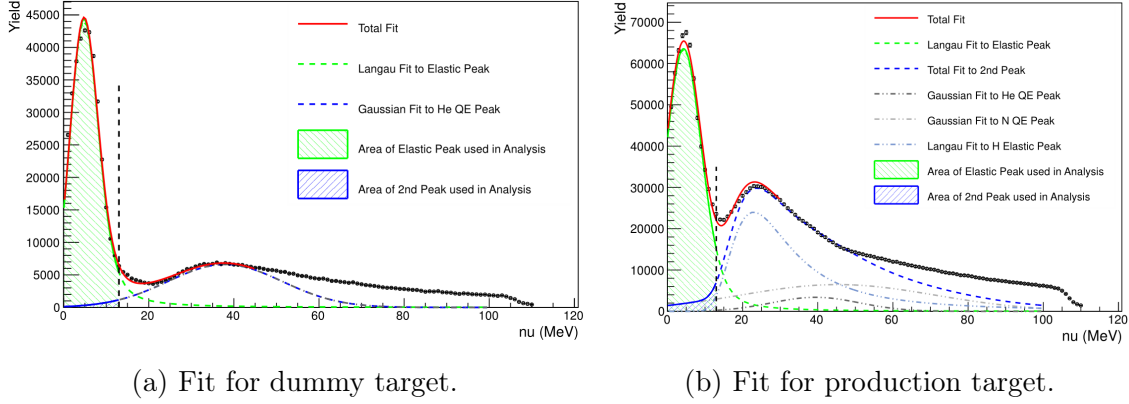 Yield
45000
40000
35000
30000
25000
20000
15000
10000
5000
0
0 20 40 60 80 100 120
nu (MeV)
Total Fit
Langau Fit to Elastic Peak
Gaussian Fit to He QE Peak
Area of Elastic Peak used in Analysis
Area of 2nd Peak used in Analysis
(a) Fit for dummy target.
Yield
70000
60000
50000
40000
30000
20000
10000
0
0 20 40 60 80 100 120
nu (MeV)
Total Fit
Langau Fit to Elastic Peak
Total Fit to 2nd Peak
Gaussian Fit to He QE Peak
Gaussian Fit to N QE Peak
Langau Fit to H Elastic Peak
Area of Elastic Peak used in Analysis
Area of 2nd Peak used in Analysis
(b) Fit for production target.